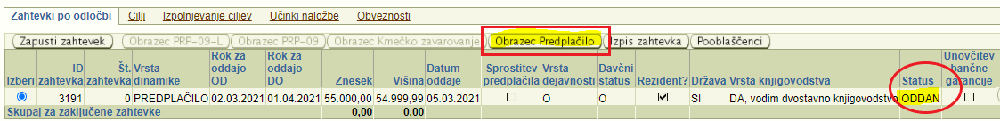 Zahtevki po odločbi Cilji Izpolnjevanje ciljev Učinki naložbe Obveznosti
Zapusti zahtevek Obrazec PRP-09-L Obrazec PRP-09 Obrazec Kmečko zavarovanje Obrazec Predplačilo Izpis zahtevka Pooblaščenci
Rok za Rok za Unovčitev
ID Št. Vrsta oddajo oddajo Datum Sprostitev Vrsta Davčni bančne
Izberi zahtevka zahtevka dinamike OD DO Znesek Višina oddaje predplačila dejavnosti status Rezident? Država Vrsta knjigovodstva Status garancije
3191 0 PREDPLAČILO 02.03.2021 01.04.2021 55.000,00 54.999,99 05.03.2021 O O SI DA, vodim dvostavno knjigovodstvo ODDAN
Skupaj za zaključene zahtevke 0,00 0,00